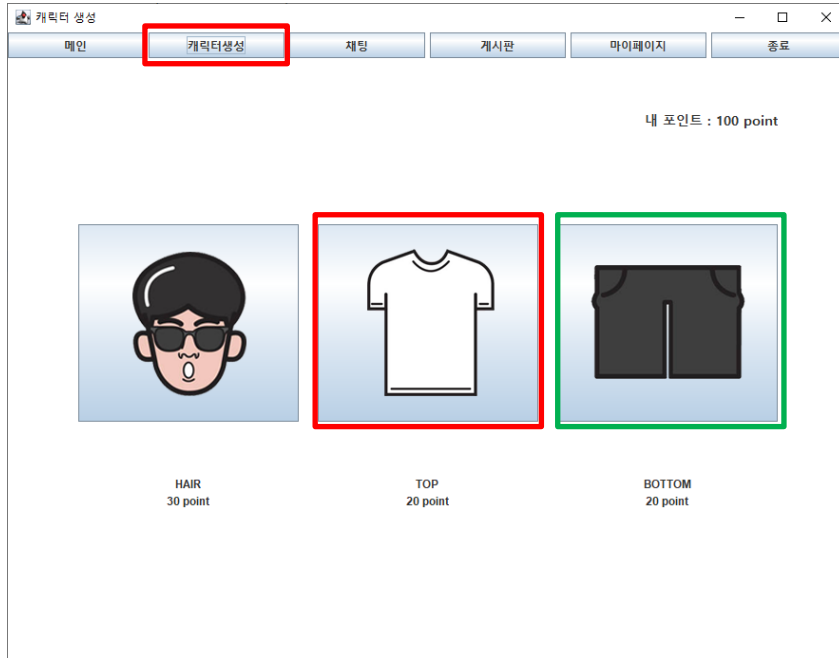 캐릭터 생성
메인 캐릭터생성 채팅 게시판 마이페이지 종료
내 포인트 : 100 point
HAIR TOP BOTTOM
30 point 20 point 20 point